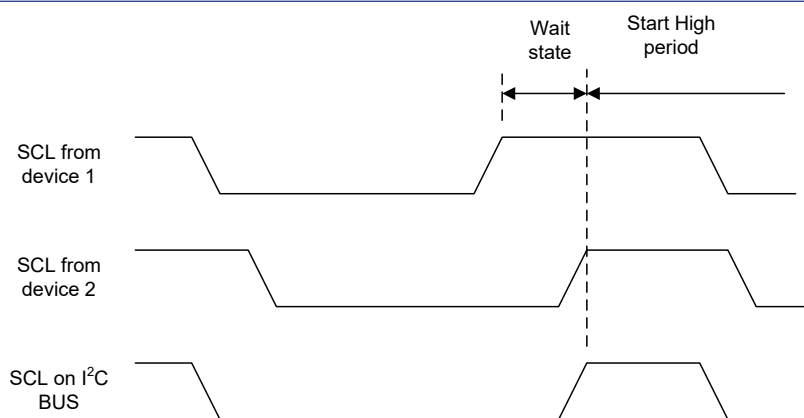 Wait
state
Start High
period
SCL from
device 1
SCL from
device 2
SCL on I²C
BUS